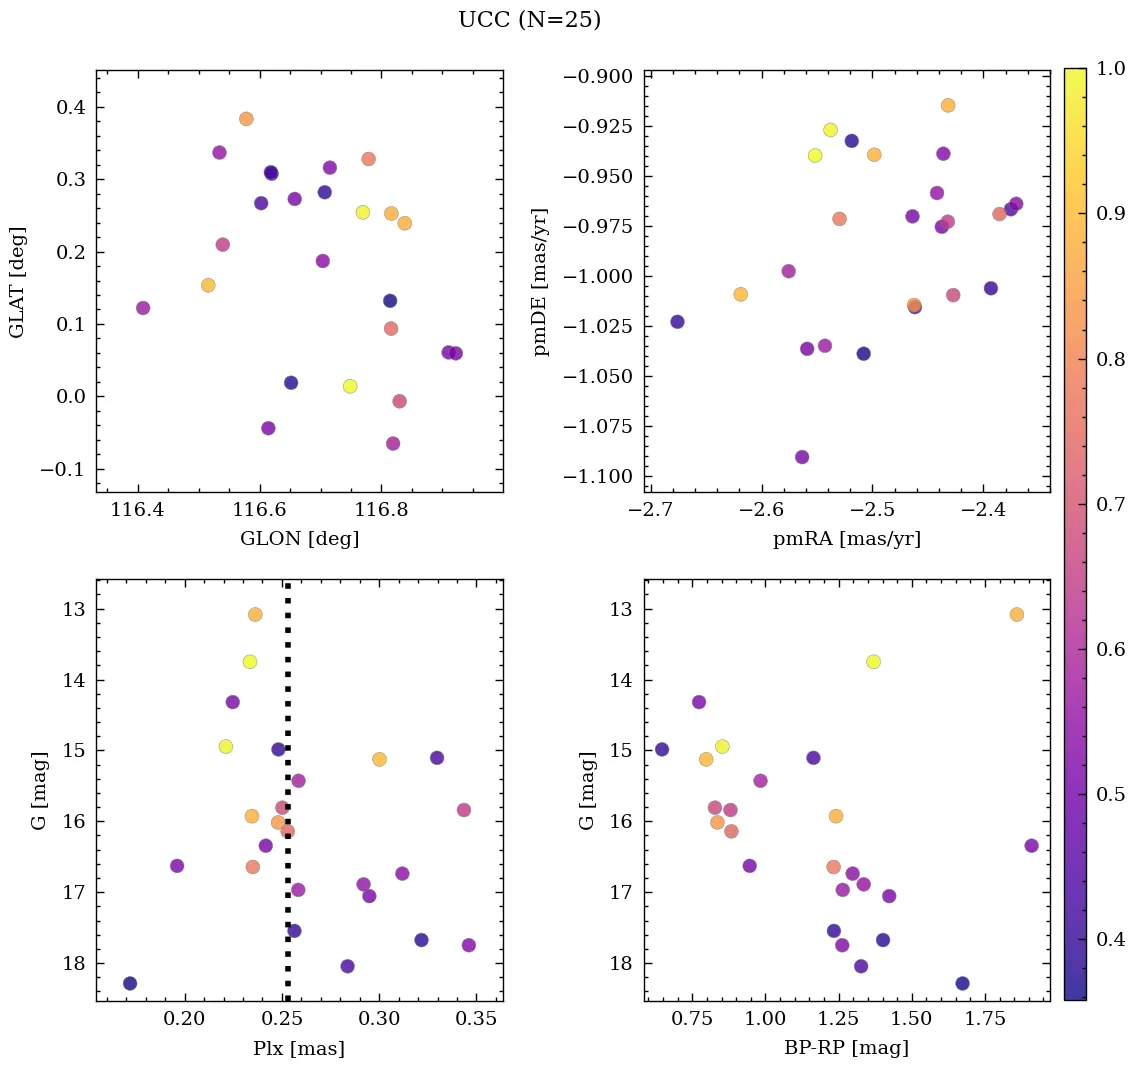 UCC (N=25)
0.4
0.3
0.2
0.1
0.0
−0.1
GLAT [deg]
116.4 116.6 116.8
GLON [deg]
−0.900
−0.925
−0.950
−0.975
−1.000
−1.025
−1.050
−1.075
−1.100
pmDE [mas/yr]
−2.7 −2.6 −2.5 −2.4
pmRA [mas/yr]
13
14
15
16
17
18
G [mag]
0.20 0.25 0.30 0.35
Plx [mas]
13
14
15
16
17
18
G [mag]
0.75 1.00 1.25 1.50 1.75
BP-RP [mag]
1.0
0.9
0.8
0.7
0.6
0.5
0.4